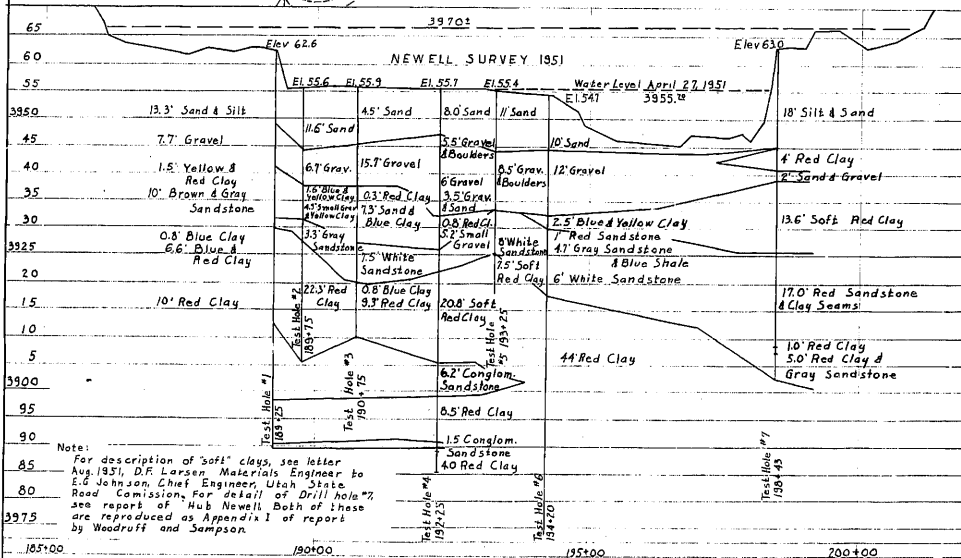 3970±
65
Elev 62.6
Elev 63.0
60
NEWELL SURVEY 1951
El. 55.6
El. 55.9
El. 55.7
El. 55.4
Water Level April 27, 1951
55
El. 54.7
3955.20
13.3' Sand & Silt
4.5' Sand
8.0' Sand
11' Sand
18' Silt & Sand
3950
11.6' Sand
7.7' Gravel
5.5' Gravel
& Boulders
10' Sand
45
6.7' Grav.
15.7' Gravel
8.5' Grav.
& Boulders
12' Gravel
4' Red Clay
1.5' Yellow &
Red Clay
40
6' Gravel
2' Sand & Gravel
10' Brown & Gray
Sandstone
1.6' Blue &
Yellow Clay
0.3' Red Clay
3.5' Grav.
& Sand
35
4.5' Small Grav
& Yellow Clay
7.3' Sand &
Blue Clay
0.8' Red Cl.
2.5' Blue & Yellow Clay
13.6' Soft Red Clay
30
0.8' Blue Clay
3.3' Gray
Sandstone
5.2' Small
Gravel
8' White
Sandstone
1' Red Sandstone
3925
6.6' Blue &
Red Clay
7.5' White
Sandstone
7.5' Soft
Red Clay
4.7' Gray Sandstone
& Blue Shale
20
6' White Sandstone
10' Red Clay
22.3' Red
Clay
0.8' Blue Clay
9.3' Red Clay
20.8' Soft
Red Clay
17.0' Red Sandstone
& Clay Seams
15
10
Test Hole #2
189+75
Test Hole #5
193+25
1.0' Red Clay
5
44' Red Clay
5.0' Red Clay &
Gray Sandstone
6.2' Conglom.
Sandstone
3900
Test Hole #1
189+25
Test Hole #3
190+75
8.5' Red Clay
95
90
1.5 Conglom.
Sandstone
4.0 Red Clay
Test Hole #7
198+43
85
Test Hole #4
192+25
Test Hole #6
194+20
80
3975
Note:
For description of "soft" clays, see letter
Aug. 1951, D.F. Larsen Materials Engineer to
E.G Johnson, Chief Engineer, Utah State
Road Comission, For detail of Drill hole #7,
see report of Hub Newell Both of these
are reproduced as Appendix I of report
by Woodruff and Sampson
185+00
190+00
195+00
200+00